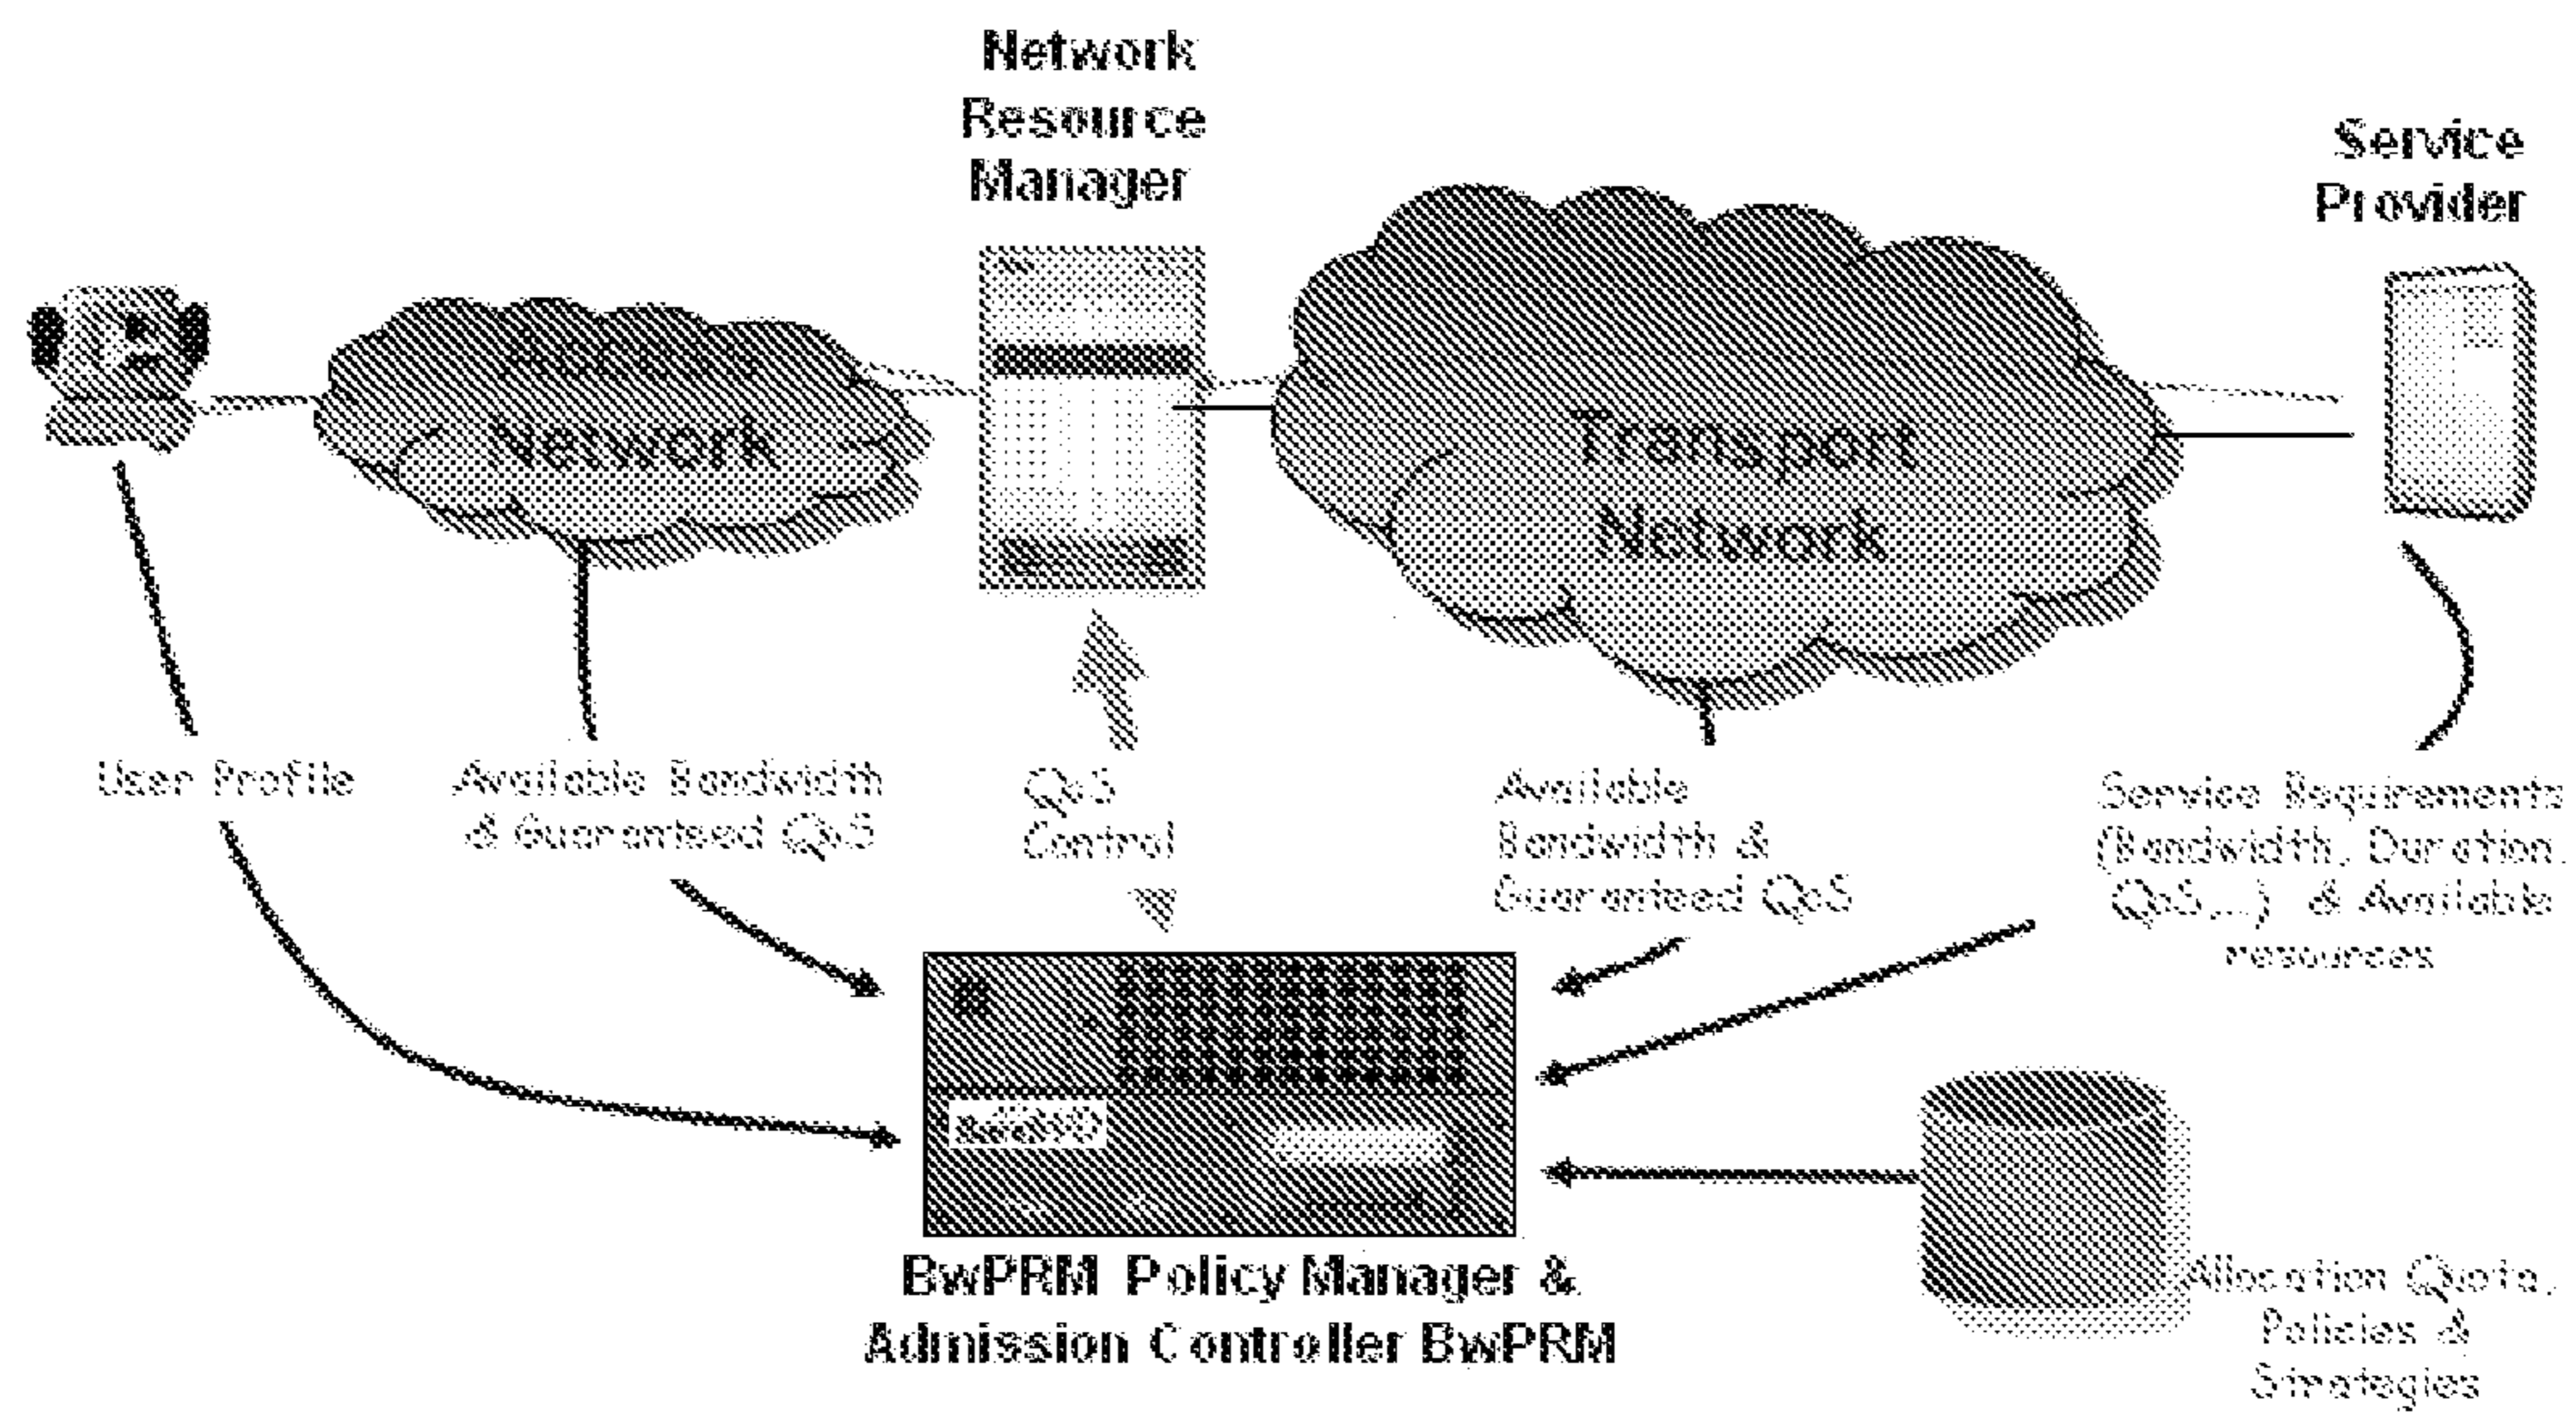 Network
Resource
Manager
Service
Provider
Access
Network
Transport
Network
User Profile
Available Bandwidth
& Guaranteed QoS
QoS
Control
Available
Bandwidth &
Guaranteed QoS
Service Requirements
(Bandwidth, Duration,
QoS,...) & Available
resources
BwPRM Policy Manager &
Admission Controller BwPRM
Allocation Quota,
Policies &
Strategies